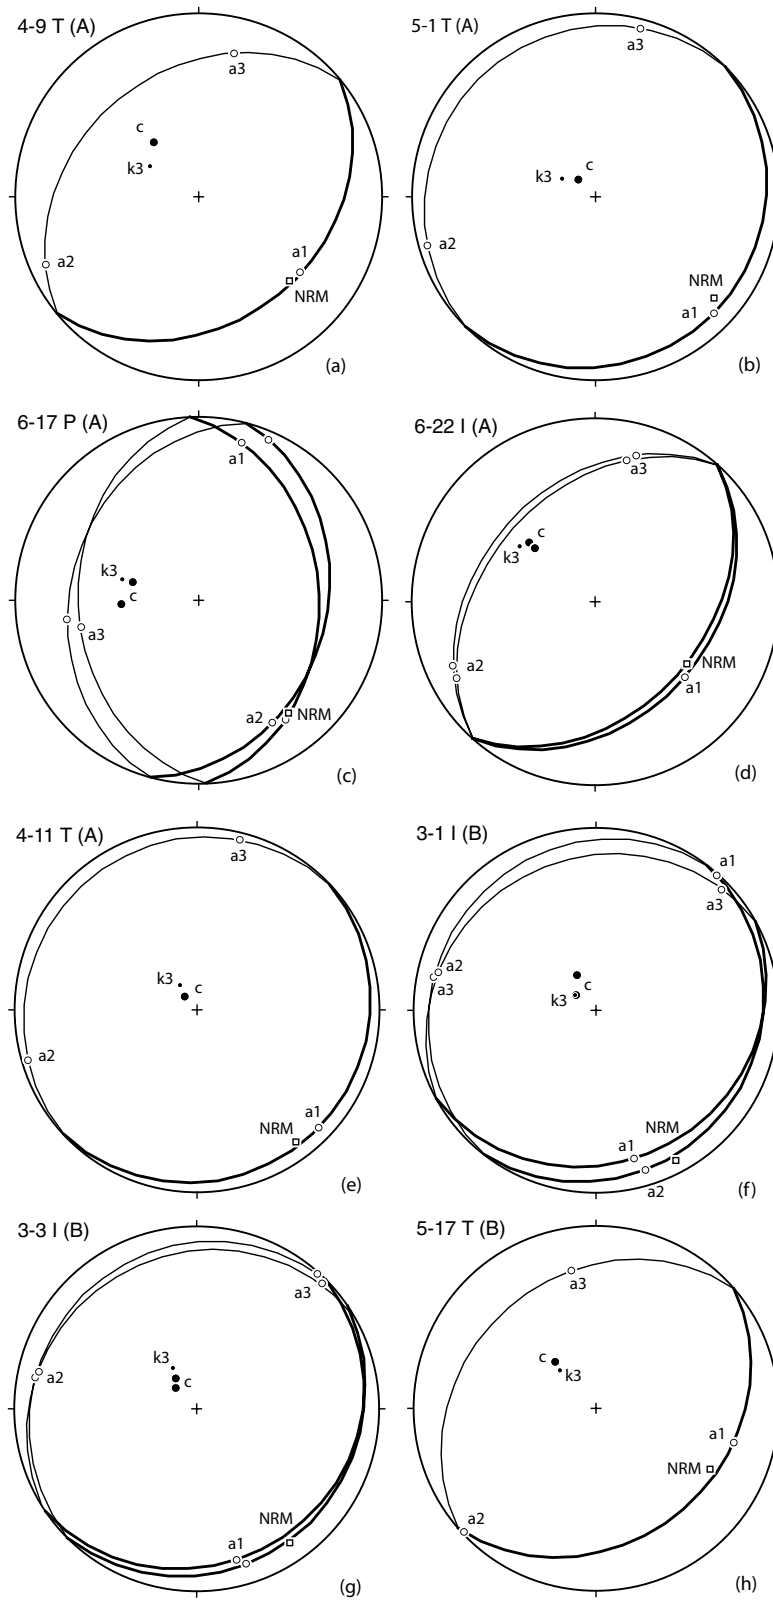 4-9 T (A)
a3
c
k3
a2
a1
NRM
(a)
5-1 T (A)
a3
k3
c
a2
NRM
a1
(b)
6-17 P (A)
a1
k3
c
a3
a2
NRM
(c)
6-22 I (A)
a3
c
k3
a2
NRM
a1
(d)
4-11 T (A)
a3
k3
c
a2
a1
NRM
(e)
3-1 I (B)
a1
a3
a2
a3
c
k3
NRM
a1
a2
(f)
3-3 I (B)
a3
k3
a2
c
NRM
a1
(g)
5-17 T (B)
a3
c
k3
a1
NRM
a2
(h)